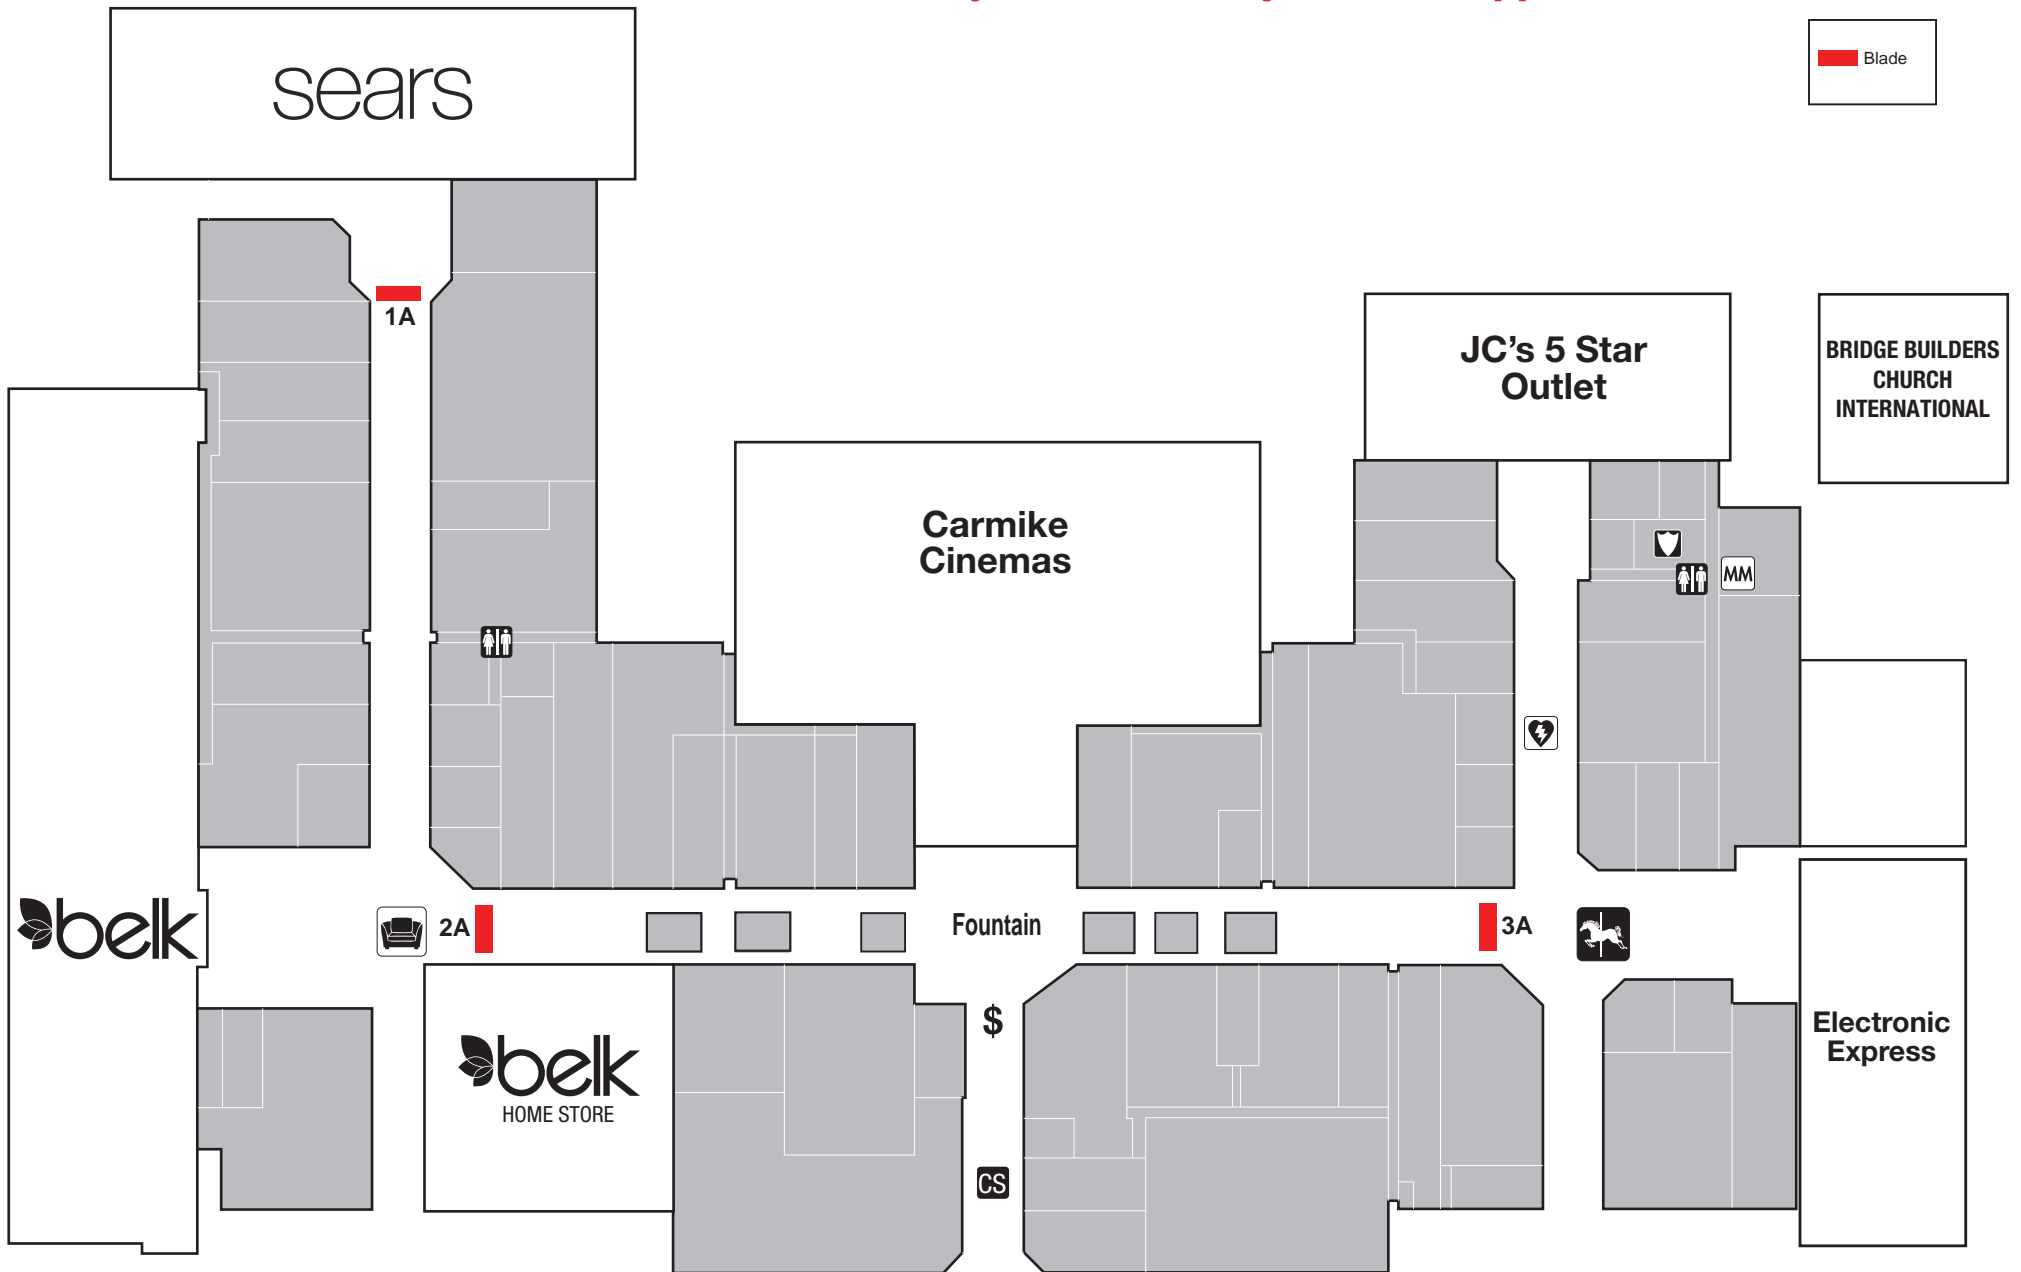 Blade
sears
1A
JC's 5 Star
Outlet
BRIDGE BUILDERS
CHURCH
INTERNATIONAL
Carmike
Cinemas
MM
belk
2A
Fountain
3A
$
belk
HOME STORE
Electronic
Express
CS